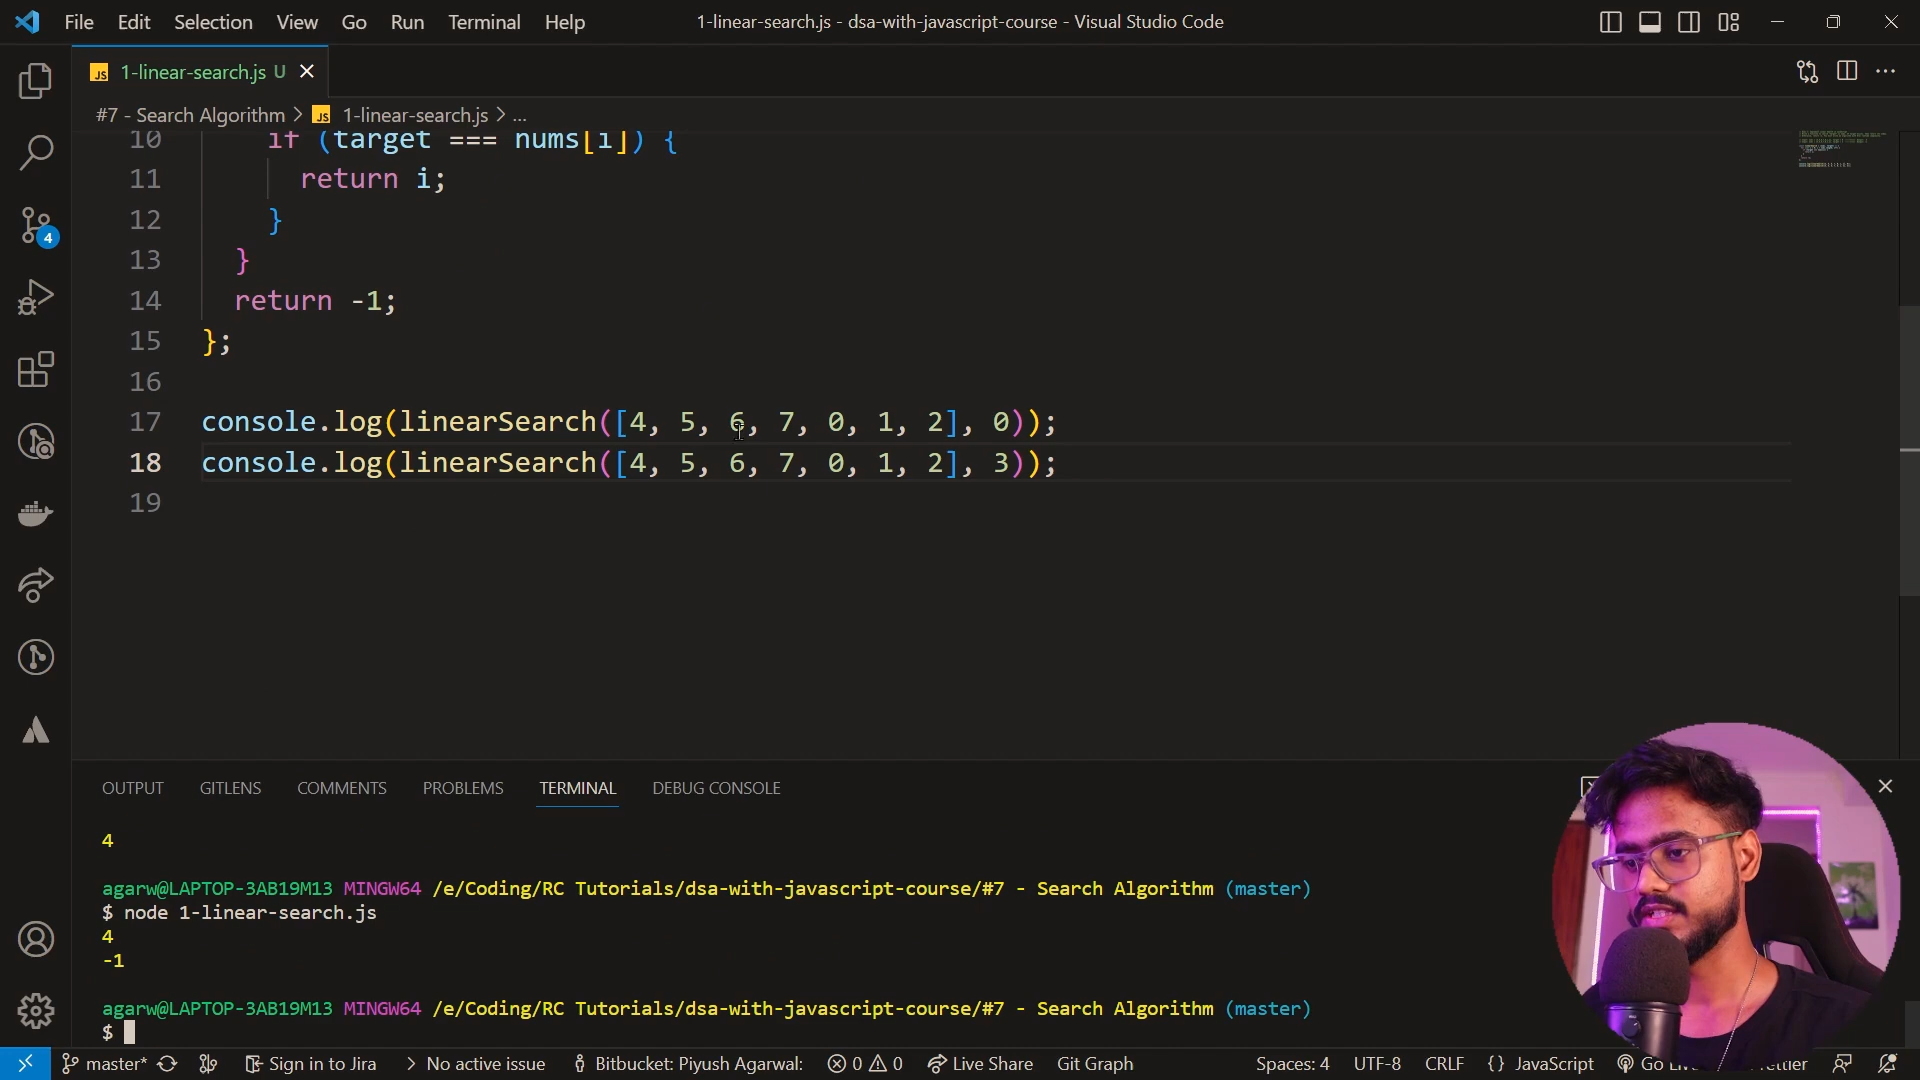 File Edit Selection View Go Run Terminal Help 1-linear-search.js - dsa-with-javascript-course - Visual Studio Code
JS 1-linear-search.js U
#7 - Search Algorithm > JS 1-linear-search.js > ...
10 if (target === nums[i]) {
11 return i;
12 }
13 }
14 return -1;
15 };
16
17 console.log(linearSearch([4, 5, 6, 7, 0, 1, 2], 0));
18 console.log(linearSearch([4, 5, 6, 7, 0, 1, 2], 3));
19
4
OUTPUT GITLENS COMMENTS PROBLEMS TERMINAL DEBUG CONSOLE
4
agarw@LAPTOP-3AB19M13 MINGW64 /e/Coding/RC Tutorials/dsa-with-javascript-course/#7 - Search Algorithm (master)
$ node 1-linear-search.js
4
-1
agarw@LAPTOP-3AB19M13 MINGW64 /e/Coding/RC Tutorials/dsa-with-javascript-course/#7 - Search Algorithm (master)
$
master* Sign in to Jira > No active issue Bitbucket: Piyush Agarwal: 0 0 Live Share Git Graph Spaces: 4 UTF-8 CRLF {} JavaScript Go